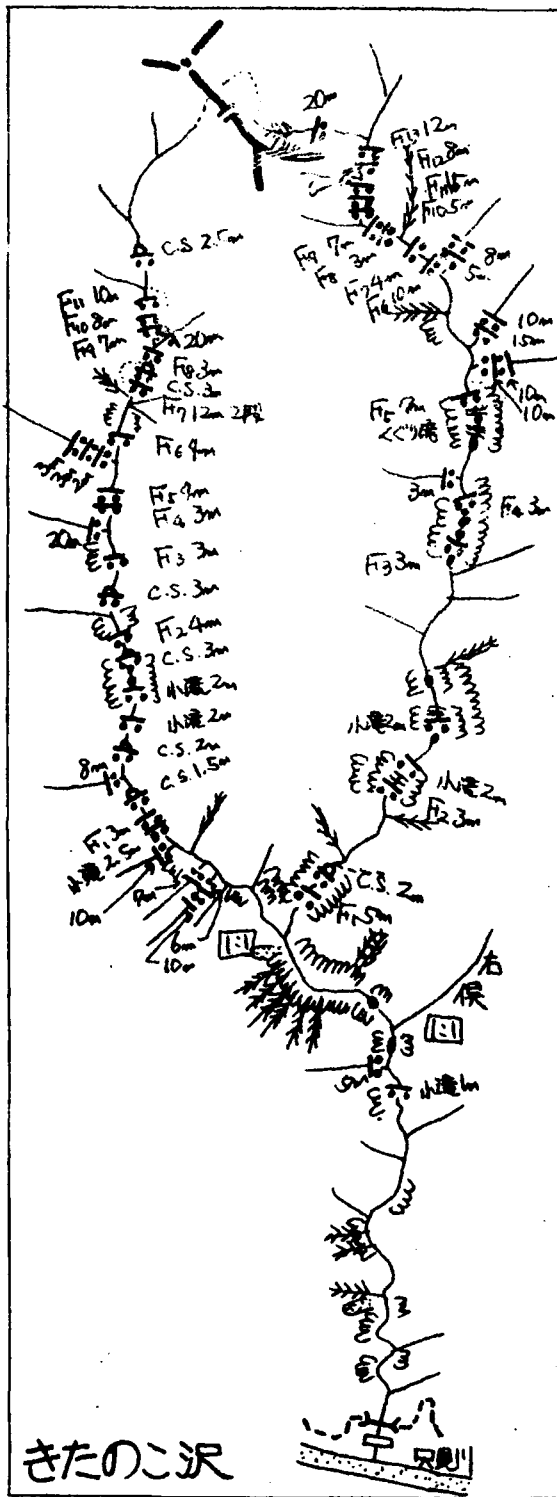 20m
F13 12m
F12 8m
F11 15m
F10 5m
C.S 2.5m
7m
F9
3m
F8
8m
5m
F7 4m
F6 10m
F11 10m
F10 8m
F9 7m
20m
F8 3m
C.S. 3m
F7 12m 2段
10m
15m
10m
10m
F5 7m
くぐり滝
F6 4m
3m
F5 4m
F4 3m
F4 3m
20m
F3 3m
F3 3m
C.S. 3m
F2 4m
C.S. 3m
小滝 2m
小滝 2m
小滝 2m
C.S. 2m
8m
C.S. 1.5m
小滝 2m
F2 3m
F1 3m
小滝 2.5m
10m
C.S. 2m
F1 5m
6m
10m
右俣
5m
小滝 1m
只見川
きたのこ沢